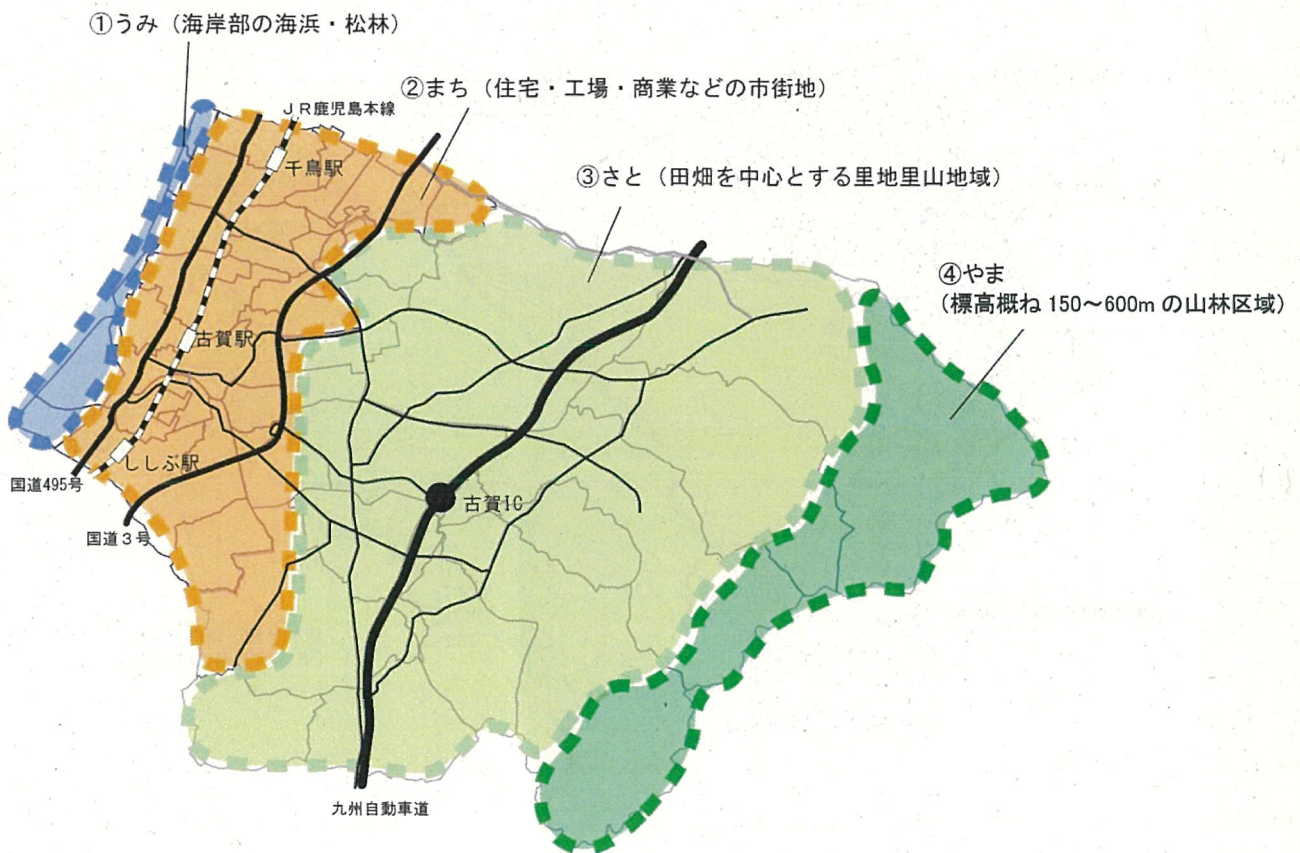 ①うみ（海岸部の海浜・松林）
②まち（住宅・工場・商業などの市街地）
ＪＲ鹿児島本線
千鳥駅
③さと（田畑を中心とする里地里山地域）
④やま
（標高概ね 150～600m の山林区域）
古賀駅
ししぶ駅
国道495号
古賀IC
国道３号
九州自動車道